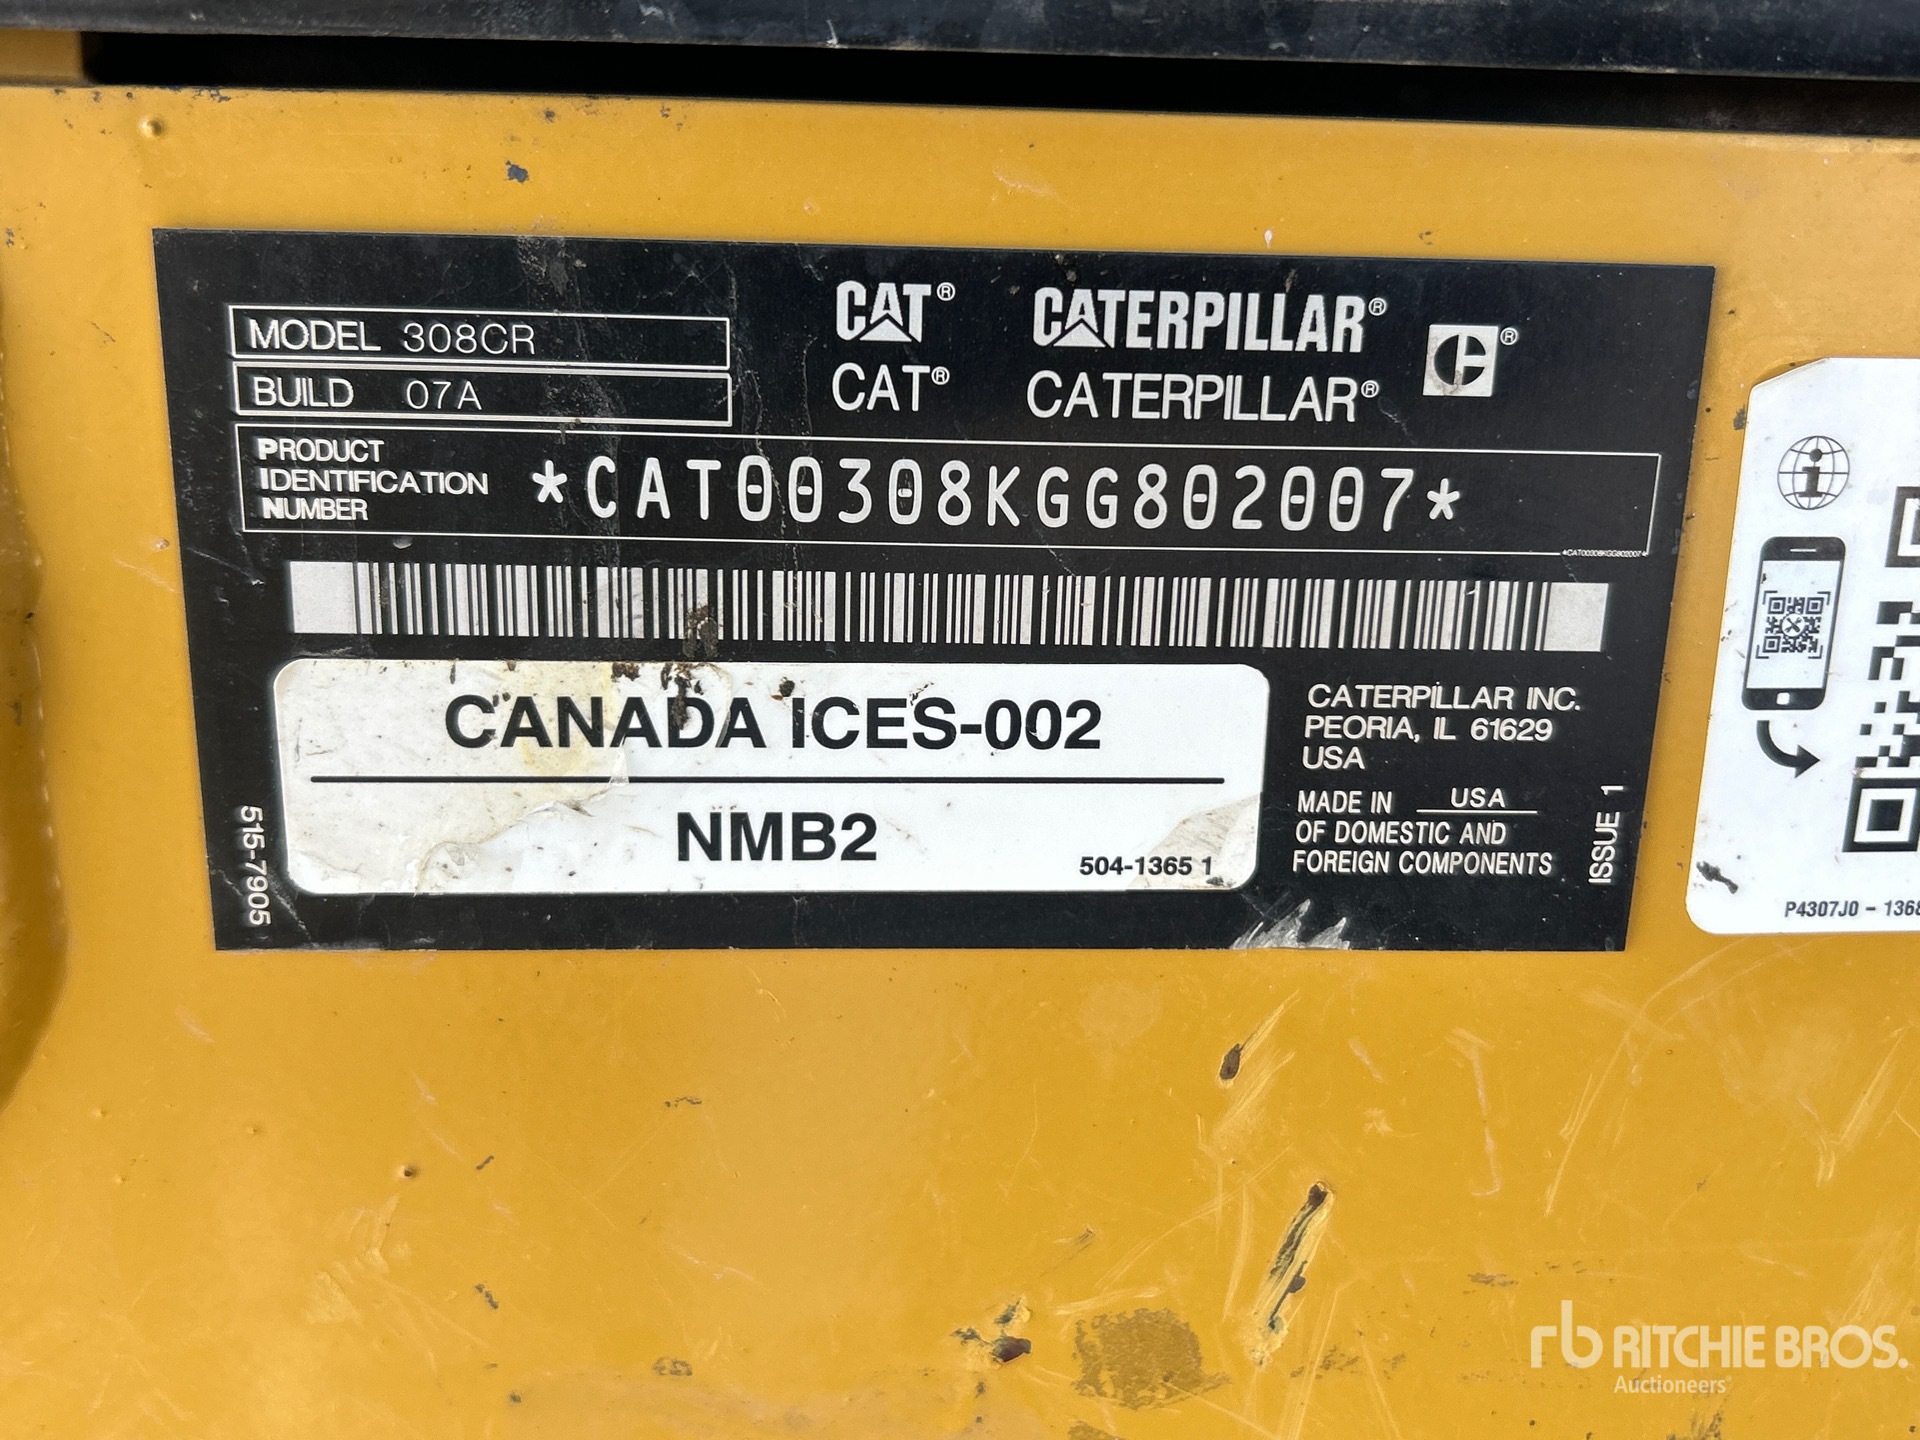 MODEL 308CR
BUILD 07A
CAT® CATERPILLAR® ®
CAT® CATERPILLAR®
PRODUCT
IDENTIFICATION
NUMBER
*CAT00308KGG802007*
*CAT00308KGG802007*
CANADA ICES-002
NMB2
504-1365 1
CATERPILLAR INC.
PEORIA, IL 61629
USA
MADE IN USA
OF DOMESTIC AND
FOREIGN COMPONENTS
ISSUE 1
515-7905
i
P4307J0 - 1368
rb RITCHIE BROS.
Auctioneers